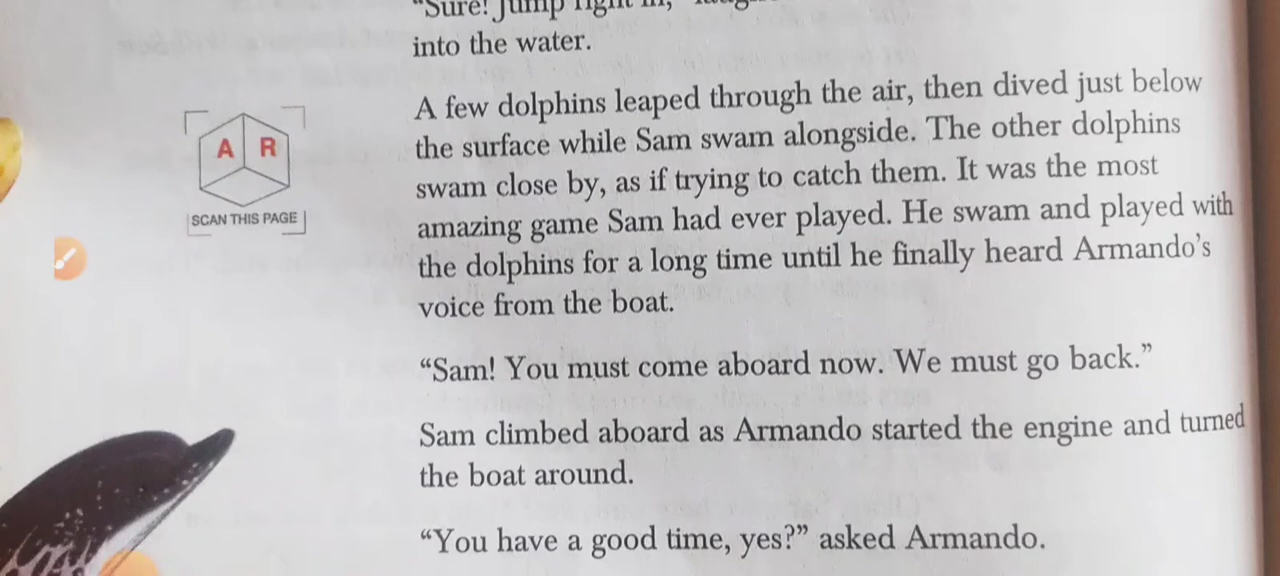 "Sure! Jump right in,"
into the water.
A few dolphins leaped through the air, then dived just below
the surface while Sam swam alongside. The other dolphins
swam close by, as if trying to catch them. It was the most
amazing game Sam had ever played. He swam and played with
the dolphins for a long time until he finally heard Armando's
voice from the boat.
A R
SCAN THIS PAGE
"Sam! You must come aboard now. We must go back."
Sam climbed aboard as Armando started the engine and turned
the boat around.
"You have a good time, yes?" asked Armando.